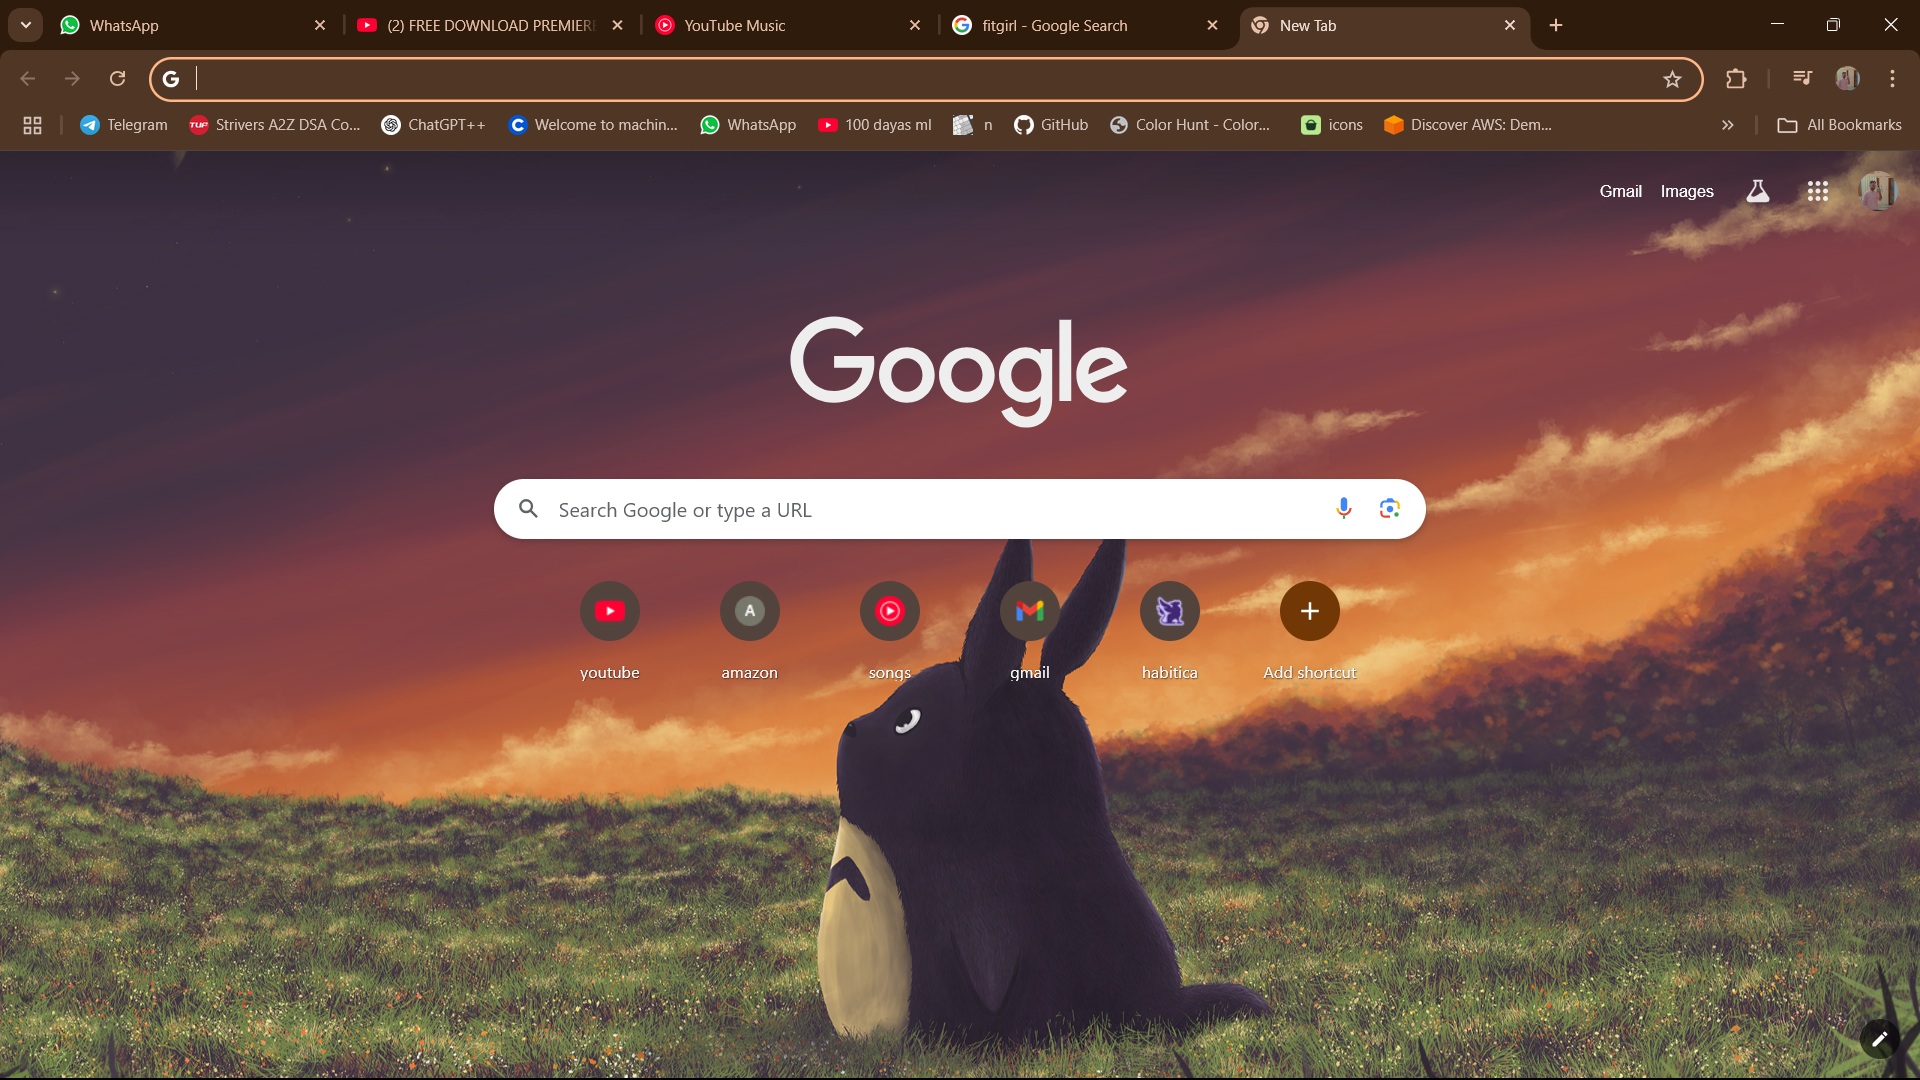 WhatsApp
(2) FREE DOWNLOAD PREMIERE
YouTube Music
fitgirl - Google Search
New Tab
Telegram
Strivers A2Z DSA Co...
ChatGPT++
Welcome to machin...
WhatsApp
100 dayas ml
n
GitHub
Color Hunt - Color...
icons
Discover AWS: Dem...
All Bookmarks
Gmail
Images
Google
Search Google or type a URL
A
youtube
amazon
songs
gmail
habitica
Add shortcut